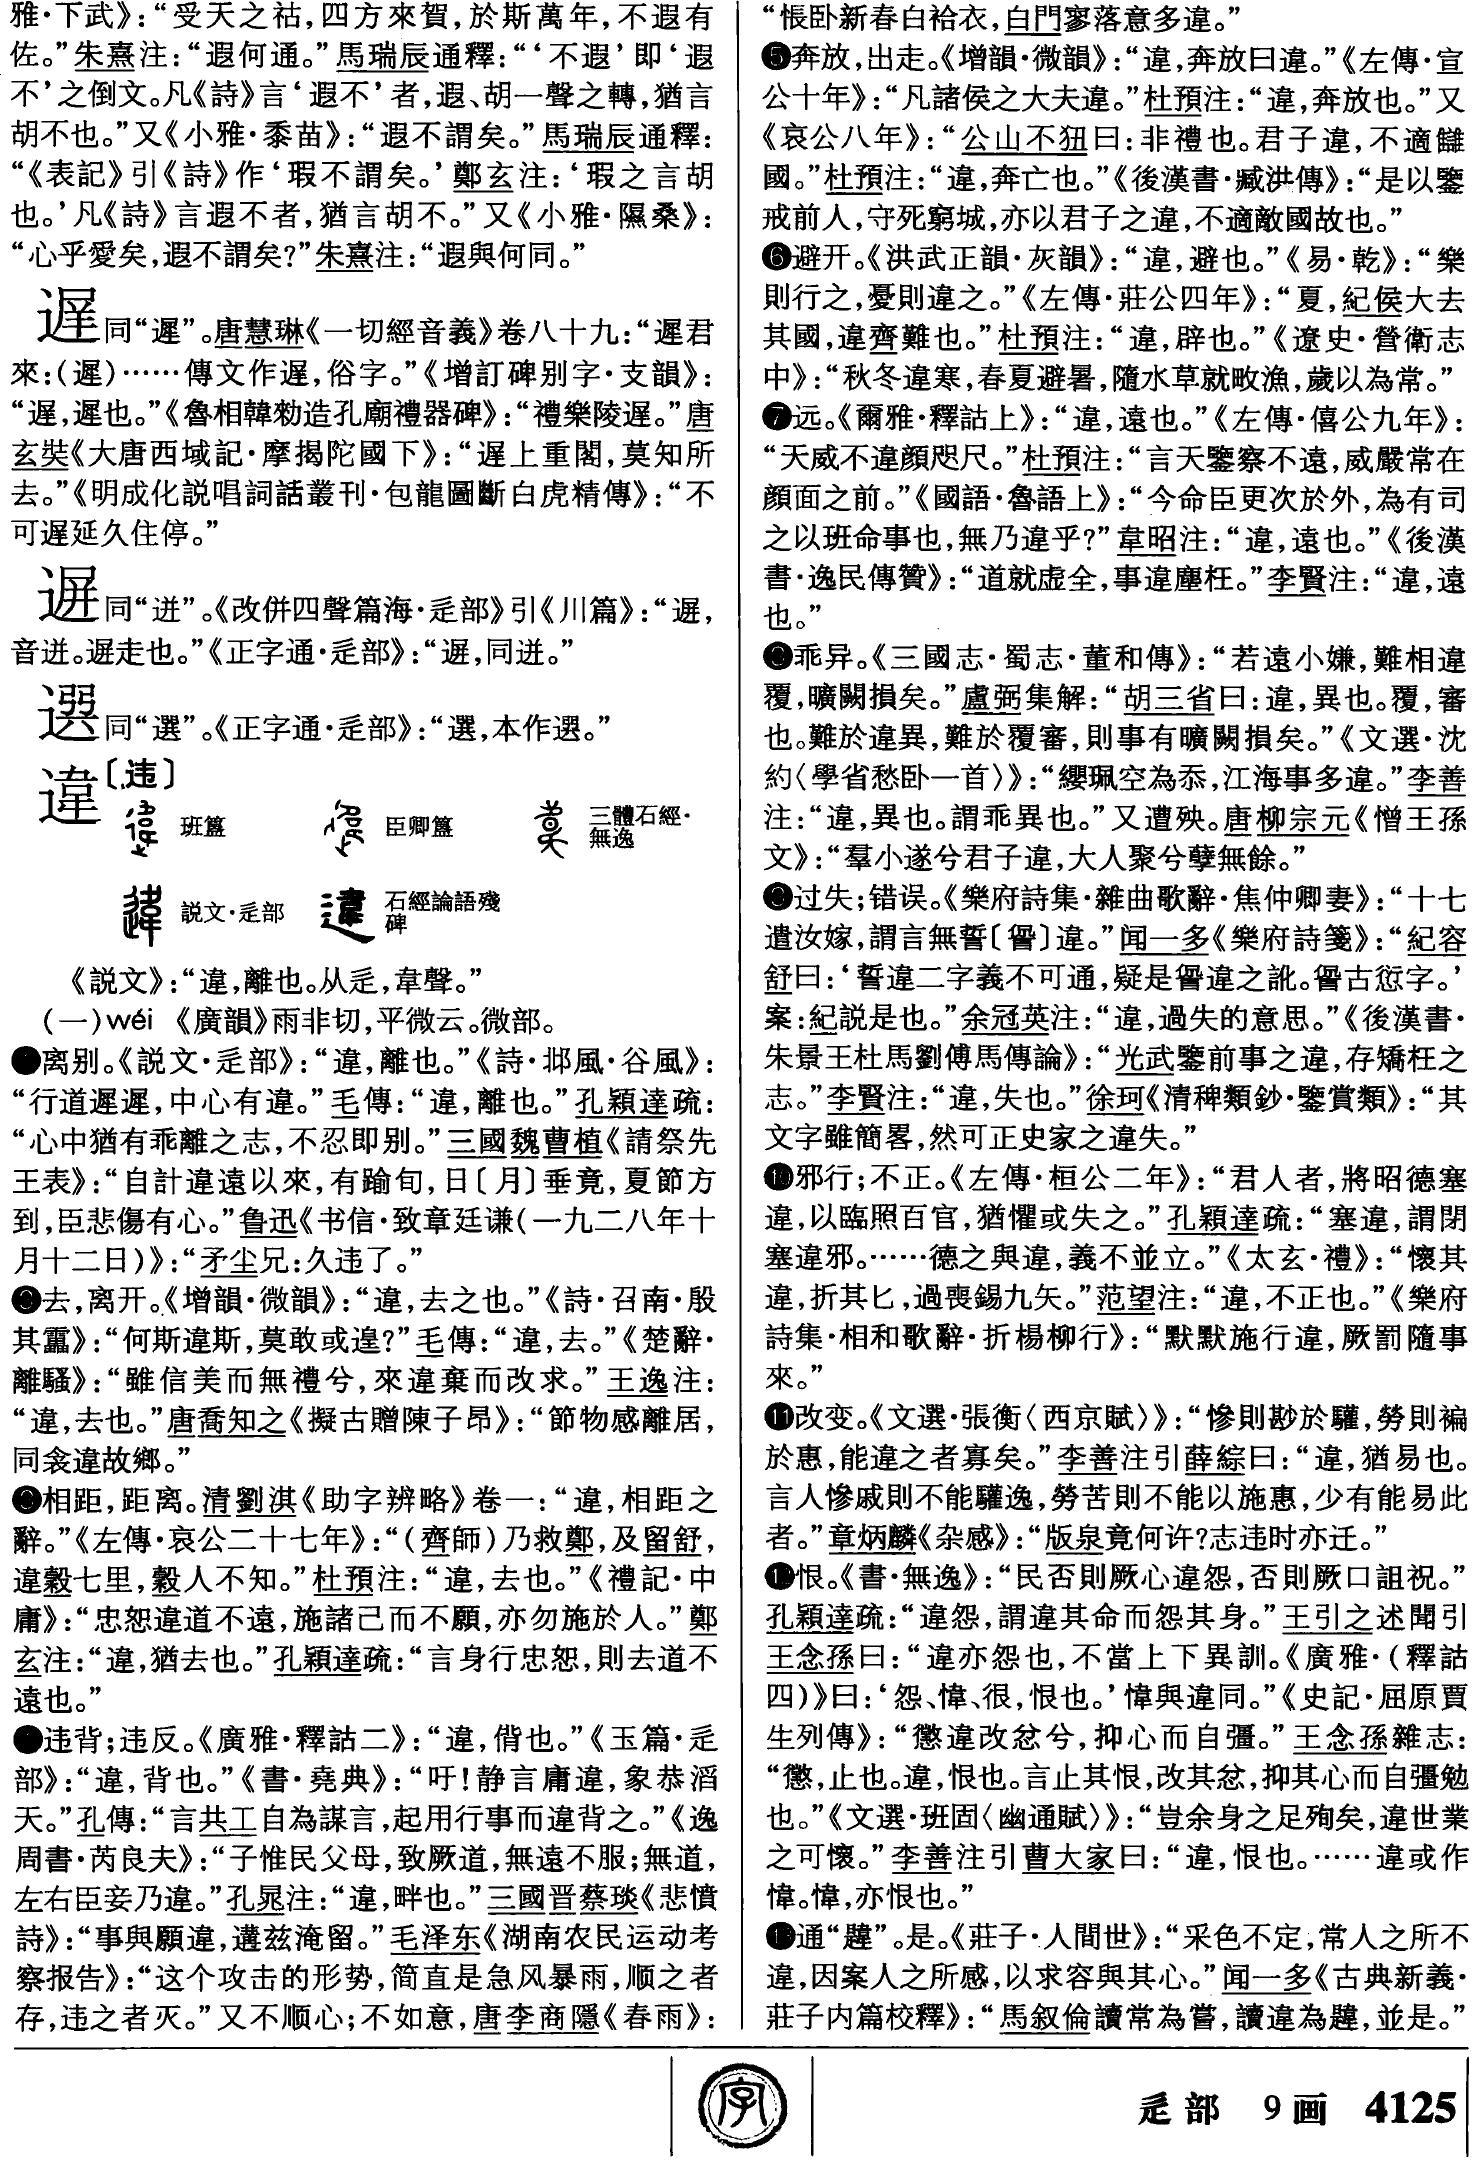 雅·下武》：“受天之祜，四方來賀，於斯萬年，不遐有
佐。”朱熹注：“遐何通。”馬瑞辰通釋：“‘不遐’即‘遐
不’之倒文。凡《詩》言‘遐不’者，遐、胡一聲之轉，猶言
胡不也。”又《小雅·黍苗》：“遐不謂矣。”馬瑞辰通釋：
“《表記》引《詩》作‘瑕不謂矣。’鄭玄注：‘瑕之言胡
也。’凡《詩》言遐不者，猶言胡不。”又《小雅·隰桑》：
“心乎愛矣，遐不謂矣？”朱熹注：“遐與何同。”
同“遲”。唐慧琳《一切經音義》卷八十九：“遲君
來：（遲）……傳文作𨒈，俗字。”《增訂碑别字·支韻》：
“𨒈，遲也。”《魯相韓勑造孔廟禮器碑》：“禮樂陵𨒈。”唐
玄奘《大唐西域記·摩揭陀國下》：“𨒈上重閣，莫知所
去。”《明成化説唱詞話叢刊·包龍圖斷白虎精傳》：“不
可𨒈延久住停。”
同“迸”。《改併四聲篇海·辵部》引《川篇》：“，
音迸。走也。”《正字通·辵部》：“，同迸。”
同“選”。《正字通·辵部》：“選，本作。”
違〔违〕
班簋 臣卿簋 三體石經·無逸
説文·辵部 石經論語殘碑
《説文》：“違，離也。从辵，韋聲。”
（一）wéi 《廣韻》雨非切，平微云。微部。
❶离别。《説文·辵部》：“違，離也。”《詩·邶風·谷風》：
“行道遲遲，中心有違。”毛傳：“違，離也。”孔穎達疏：
“心中猶有乖離之志，不忍即别。”三國魏曹植《請祭先
王表》：“自計違遠以來，有踰旬，日〔月〕垂竟，夏節方
到，臣悲傷有心。”鲁迅《书信·致章廷谦（一九二八年十
月十二日）》：“矛尘兄：久违了。”
❷去，离开。《增韻·微韻》：“違，去之也。”《詩·召南·殷
其靁》：“何斯違斯，莫敢或遑？”毛傳：“違，去。”《楚辭·
離騷》：“雖信美而無禮兮，來違棄而改求。”王逸注：
“違，去也。”唐喬知之《擬古贈陳子昂》：“節物感離居，
同衾違故鄉。”
❸相距，距离。清劉淇《助字辨略》卷一：“違，相距之
辭。”《左傳·哀公二十七年》：“（齊師）乃救鄭，及留舒，
違穀七里，穀人不知。”杜預注：“違，去也。”《禮記·中
庸》：“忠恕違道不遠，施諸己而不願，亦勿施於人。”鄭
玄注：“違，猶去也。”孔穎達疏：“言身行忠恕，則去道不
遠也。”
❹违背；违反。《廣雅·釋詁二》：“違，偝也。”《玉篇·辵
部》：“違，背也。”《書·堯典》：“吁！静言庸違，象恭滔
天。”孔傳：“言共工自為謀言，起用行事而違背之。”《逸
周書·芮良夫》：“子惟民父母，致厥道，無遠不服；無道，
左右臣妾乃違。”孔晁注：“違，畔也。”三國晋蔡琰《悲憤
詩》：“事與願違，遘兹淹留。”毛泽东《湖南农民运动考
察报告》：“这个攻击的形势，简直是急风暴雨，顺之者
存，违之者灭。”又不顺心；不如意，唐李商隱《春雨》：
“悵卧新春白袷衣，白門寥落意多違。”
❺奔放，出走。《增韻·微韻》：“違，奔放曰違。”《左傳·宣
公十年》：“凡諸侯之大夫違。”杜預注：“違，奔放也。”又
《哀公八年》：“公山不狃曰：非禮也。君子違，不適讎
國。”杜預注：“違，奔亡也。”《後漢書·臧洪傳》：“是以鑒
戒前人，守死窮城，亦以君子之違，不適敵國故也。”
❻避开。《洪武正韻·灰韻》：“違，避也。”《易·乾》：“樂
則行之，憂則違之。”《左傳·莊公四年》：“夏，紀侯大去
其國，違齊難也。”杜預注：“違，辟也。”《遼史·營衛志
中》：“秋冬違寒，春夏避暑，隨水草就畋漁，歲以為常。”
❼远。《爾雅·釋詁上》：“違，遠也。”《左傳·僖公九年》：
“天威不違顔咫尺。”杜預注：“言天鑒察不遠，威嚴常在
顔面之前。”《國語·魯語上》：“今命臣更次於外，為有司
之以班命事也，無乃違乎？”韋昭注：“違，遠也。”《後漢
書·逸民傳贊》：“道就虚全，事違塵枉。”李賢注：“違，遠
也。”
❽乖异。《三國志·蜀志·董和傳》：“若遠小嫌，難相違
覆，曠闕損矣。”盧弼集解：“胡三省曰：違，異也。覆，審
也。難於違異，難於覆審，則事有曠闕損矣。”《文選·沈
約〈學省愁卧一首〉》：“纓珮空為忝，江海事多違。”李善
注：“違，異也。謂乖異也。”又遭殃。唐柳宗元《憎王孫
文》：“羣小遂兮君子違，大人聚兮孽無餘。”
❾过失；错误。《樂府詩集·雜曲歌辭·焦仲卿妻》：“十七
遣汝嫁，謂言無誓〔諐〕違。”闻一多《樂府詩箋》：“紀容
舒曰：‘誓違二字義不可通，疑是諐違之訛。諐古愆字。’
案：紀説是也。”余冠英注：“違，過失的意思。”《後漢書·
朱景王杜馬劉傅馬傳論》：“光武鑒前事之違，存矯枉之
志。”李賢注：“違，失也。”徐珂《清稗類鈔·鑒賞類》：“其
文字雖簡畧，然可正史家之違失。”
❿邪行；不正。《左傳·桓公二年》：“君人者，將昭德塞
違，以臨照百官，猶懼或失之。”孔穎達疏：“塞違，謂閉
塞違邪。……德之與違，義不並立。”《太玄·禮》：“懷其
違，折其匕，過喪錫九矢。”范望注：“違，不正也。”《樂府
詩集·相和歌辭·折楊柳行》：“默默施行違，厥罰隨事
來。”
⓫改变。《文選·張衡〈西京賦〉》：“慘則尠於驩，勞則褊
於惠，能違之者寡矣。”李善注引薛綜曰：“違，猶易也。
言人慘戚則不能驩逸，勞苦則不能以施惠，少有能易此
者。”章炳麟《杂感》：“版泉竟何许？志违时亦迁。”
⓬恨。《書·無逸》：“民否則厥心違怨，否則厥口詛祝。”
孔穎達疏：“違怨，謂違其命而怨其身。”王引之述聞引
王念孫曰：“違亦怨也，不當上下異訓。《廣雅·（釋詁
四）》曰：‘怨、愇、很，恨也。’愇與違同。”《史記·屈原賈
生列傳》：“懲違改忿兮，抑心而自彊。”王念孫雜志：
“懲，止也。違，恨也。言止其恨，改其忿，抑其心而自彊勉
也。”《文選·班固〈幽通賦〉》：“豈余身之足殉矣，違世業
之可懷。”李善注引曹大家曰：“違，恨也。……違或作
愇。愇，亦恨也。”
⓭通“韙”。是。《莊子·人間世》：“采色不定，常人之所不
違，因案人之所感，以求容與其心。”闻一多《古典新義·
莊子内篇校釋》：“馬叙倫讀常為嘗，讀違為韙，並是。”
字
辵部 9画 4125